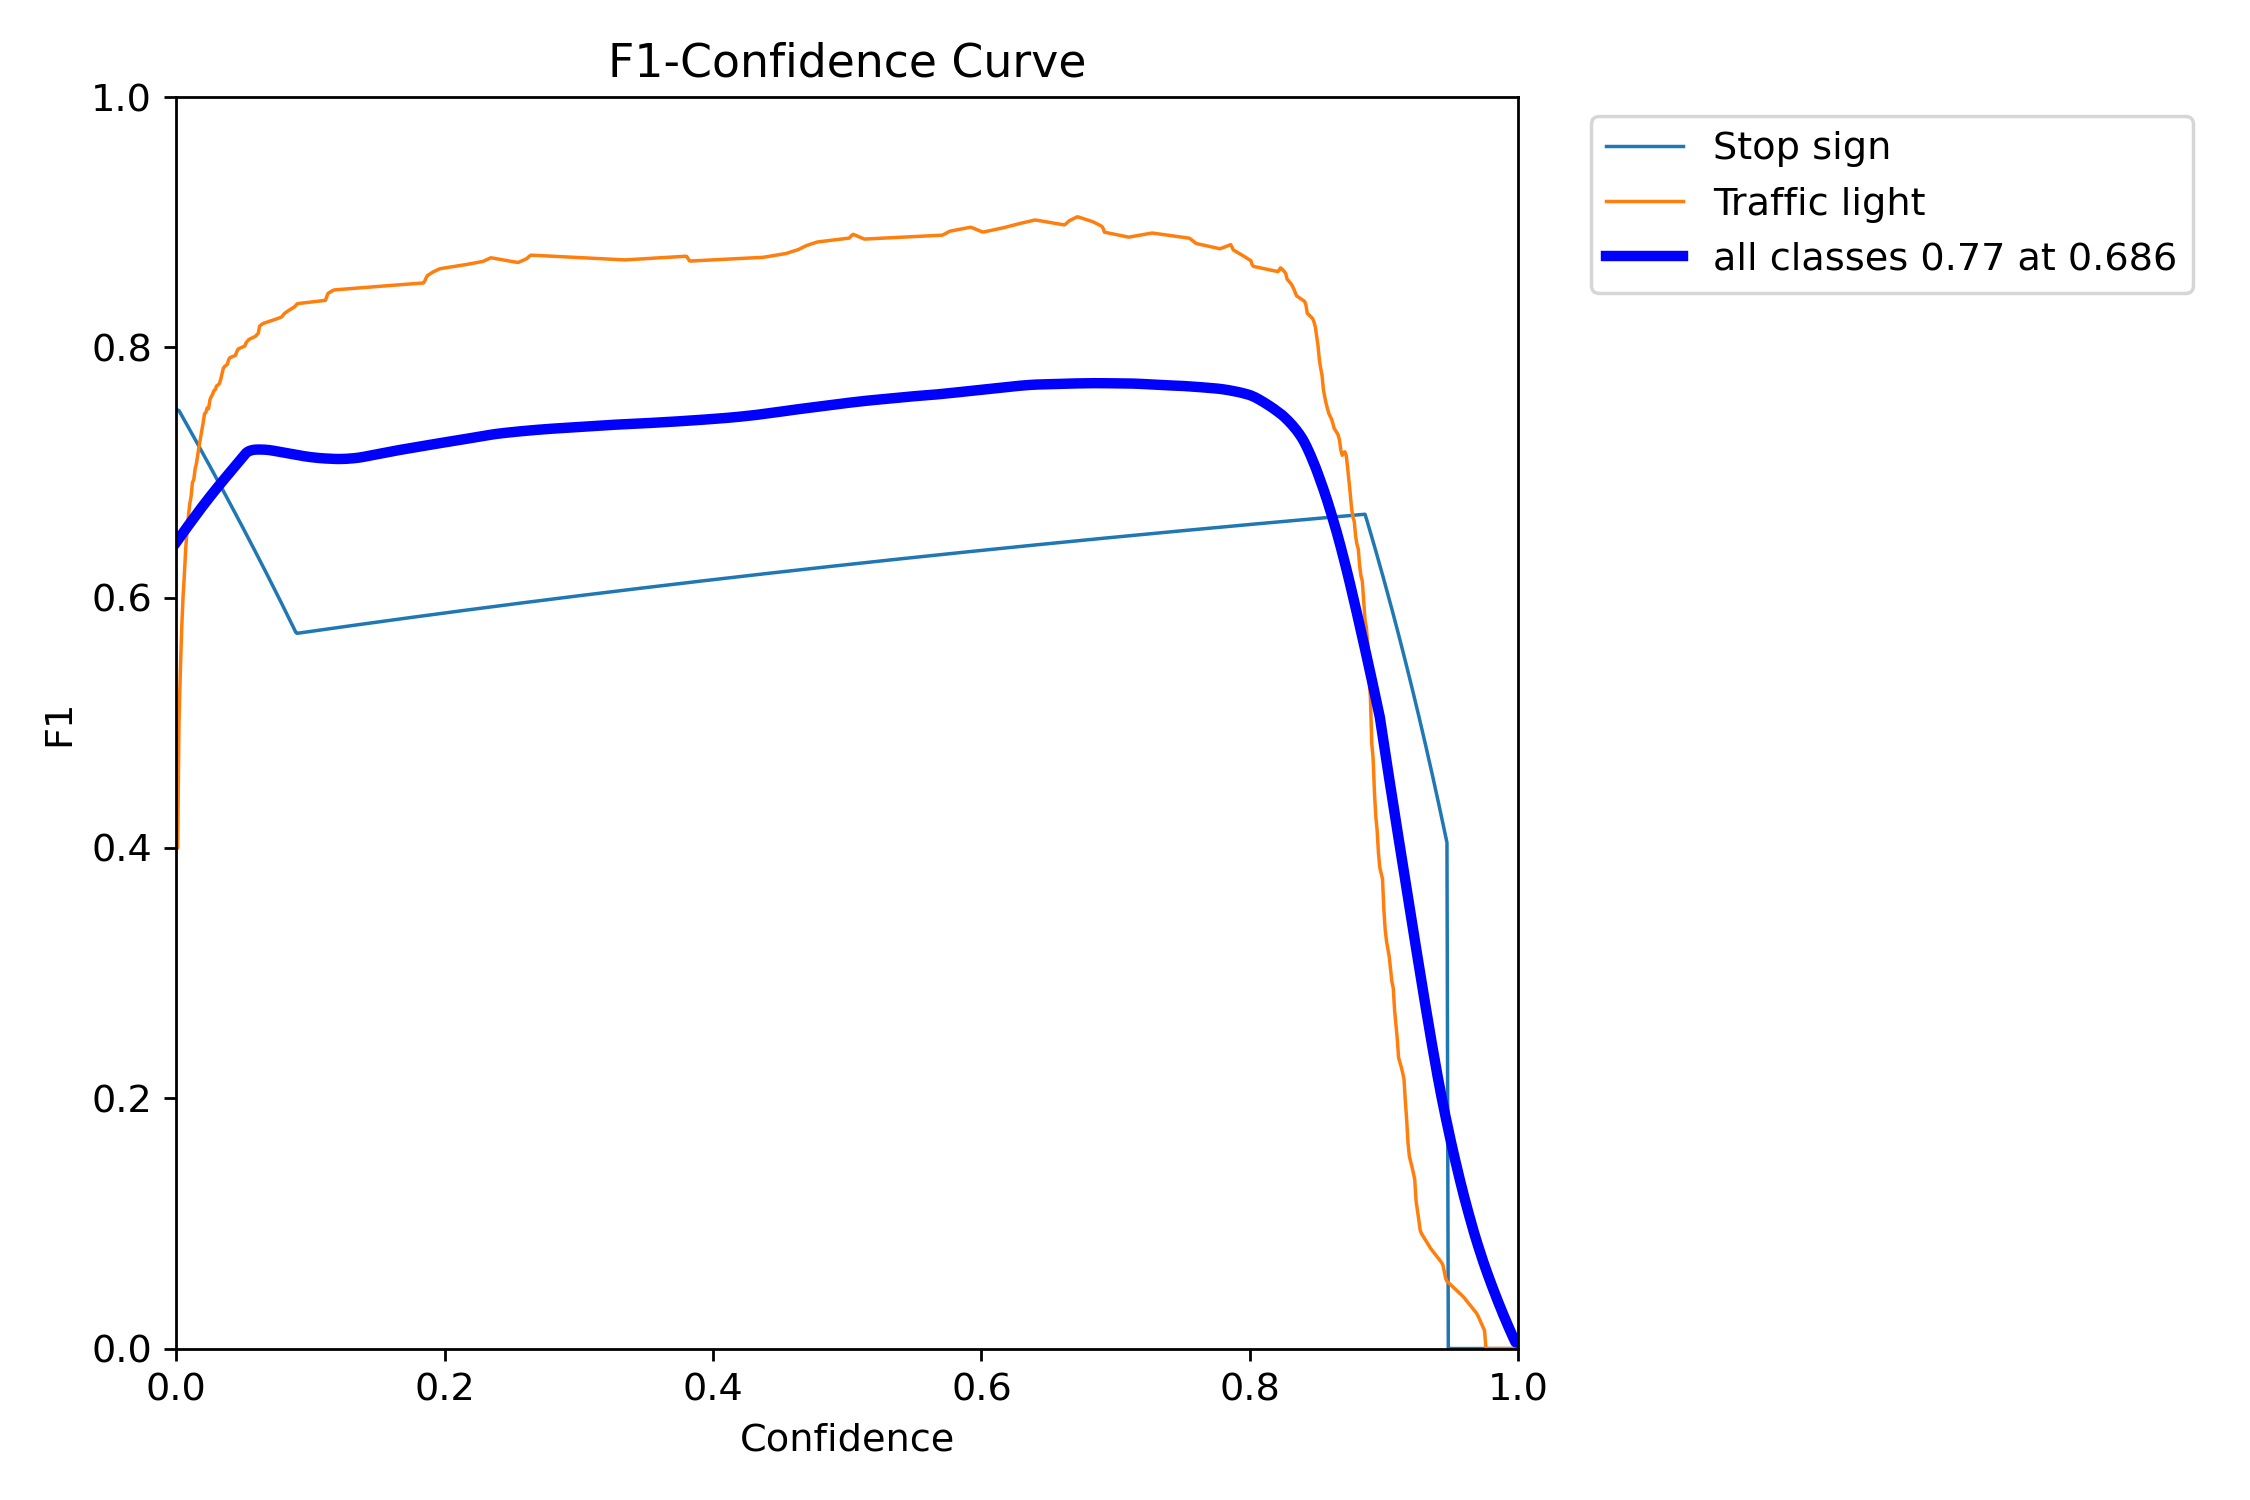 F1-Confidence Curve
1.0
0.8
0.6
0.4
0.2
0.0
F1
0.0 0.2 0.4 0.6 0.8 1.0
Confidence
Stop sign
Traffic light
all classes 0.77 at 0.686